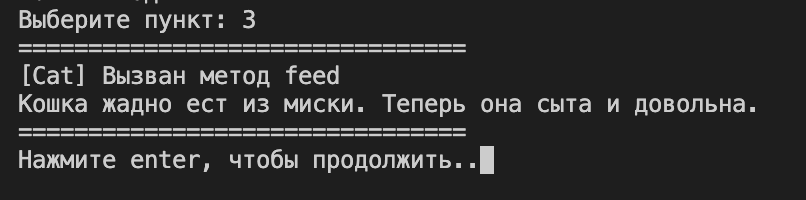 Выберите пункт: 3
================================
[Cat] Вызван метод feed
Кошка жадно ест из миски. Теперь она сыта и довольна.
================================
Нажмите enter, чтобы продолжить..